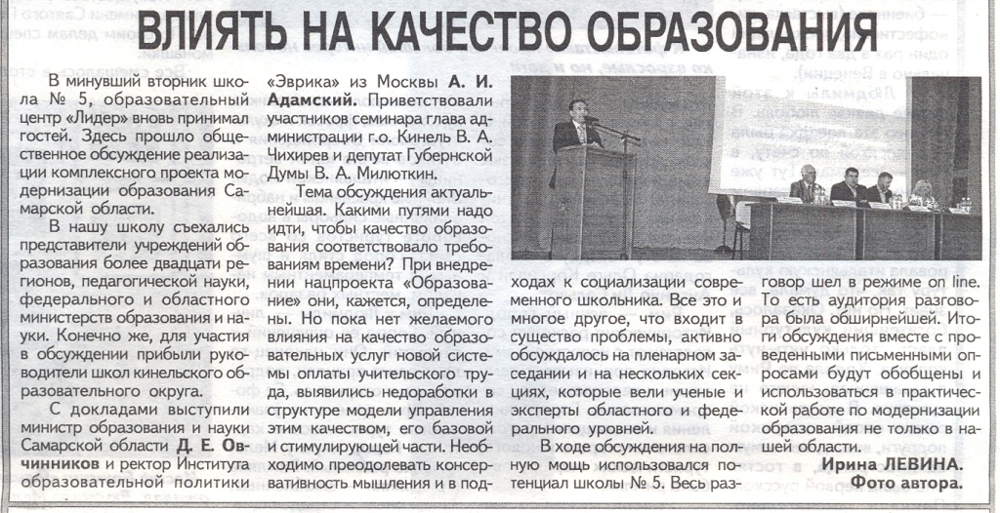 ВЛИЯТЬ НА КАЧЕСТВО ОБРАЗОВАНИЯ
В минувший вторник шко-
ла № 5, образовательный
центр «Лидер» вновь принимал
гостей. Здесь прошло обще-
ственное обсуждение реализа-
ции комплексного проекта мо-
дернизации образования Са-
марской области.
В нашу школу съехались
представители учреждений об-
разования более двадцати ре-
гионов, педагогической науки,
федерального и областного
министерств образования и на-
уки. Конечно же, для участия
в обсуждении прибыли руко-
водители школ кинельского об-
разовательного округа.
С докладами выступили
министр образования и науки
Самарской области Д. Е. Ов-
чинников и ректор Института
образовательной политики
«Эврика» из Москвы А. И.
Адамский. Приветствовали
участников семинара глава ад-
министрации г.о. Кинель В. А.
Чихирев и депутат Губернской
Думы В. А. Милюткин.
Тема обсуждения актуаль-
нейшая. Какими путями надо
идти, чтобы качество образо-
вания соответствовало требо-
ваниям времени? При внедре-
нии нацпроекта «Образова-
ние» они, кажется, определе-
ны. Но пока нет желаемого
влияния на качество образо-
вательных услуг новой систе-
мы оплаты учительского тру-
да, выявились недоработки в
структуре модели управления
этим качеством, его базовой
и стимулирующей части. Необ-
ходимо преодолевать консер-
вативность мышления и в под-
ходах к социализации совре-
менного школьника. Все это и
многое другое, что входит в
существо проблемы, активно
обсуждалось на пленарном за-
седании и на нескольких сек-
циях, которые вели ученые и
эксперты областного и феде-
рального уровней.
В ходе обсуждения на пол-
ную мощь использовался по-
тенциал школы № 5. Весь раз-
говор шел в режиме on line.
То есть аудитория разгово-
ра была обширнейшей. Ито-
ги обсуждения вместе с про-
веденными письменными оп-
росами будут обобщены и
использоваться в практичес-
кой работе по модернизации
образования не только в на-
шей области.
Ирина ЛЕВИНА.
Фото автора.